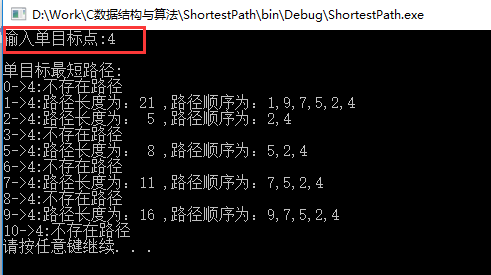 D:\Work\C数据结构与算法\ShortestPath\bin\Debug\ShortestPath.exe
输入单目标点:4
单目标最短路径:
0->4:不存在路径
1->4:路径长度为: 21 ,路径顺序为: 1,9,7,5,2,4
2->4:路径长度为:  5 ,路径顺序为: 2,4
3->4:不存在路径
5->4:路径长度为:  8 ,路径顺序为: 5,2,4
6->4:不存在路径
7->4:路径长度为: 11 ,路径顺序为: 7,5,2,4
8->4:不存在路径
9->4:路径长度为: 16 ,路径顺序为: 9,7,5,2,4
10->4:不存在路径
请按任意键继续. . .